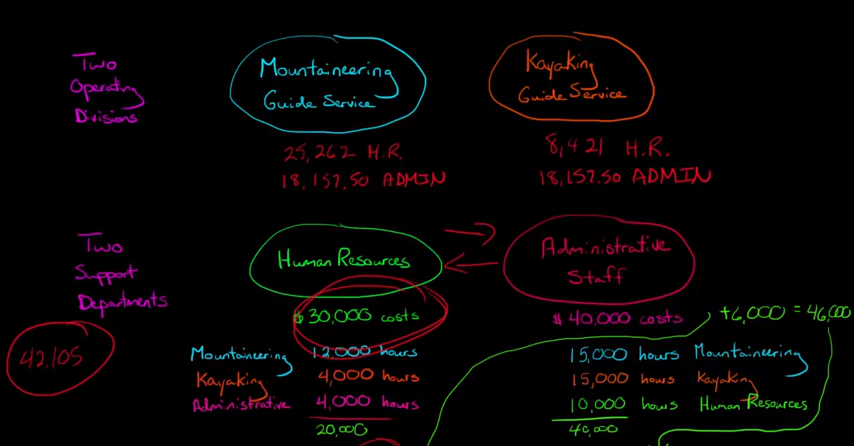 Two
Operating
Divisions
Mountaineering
Guide Service
Kayaking
Guide Service
25,262 H.R.
18,157.50 ADMIN
8,421 H.R.
18,157.50 ADMIN
Two
Support
Departments
Human Resources
Administrative
Staff
$30,000 costs
$40,000 costs
+6,000 = 46,000
42,105
Mountaineering 12,000 hours
Kayaking 4,000 hours
Administrative 4,000 hours
20,000
15,000 hours Mountaineering
15,000 hours Kayaking
10,000 hours Human Resources
40,000